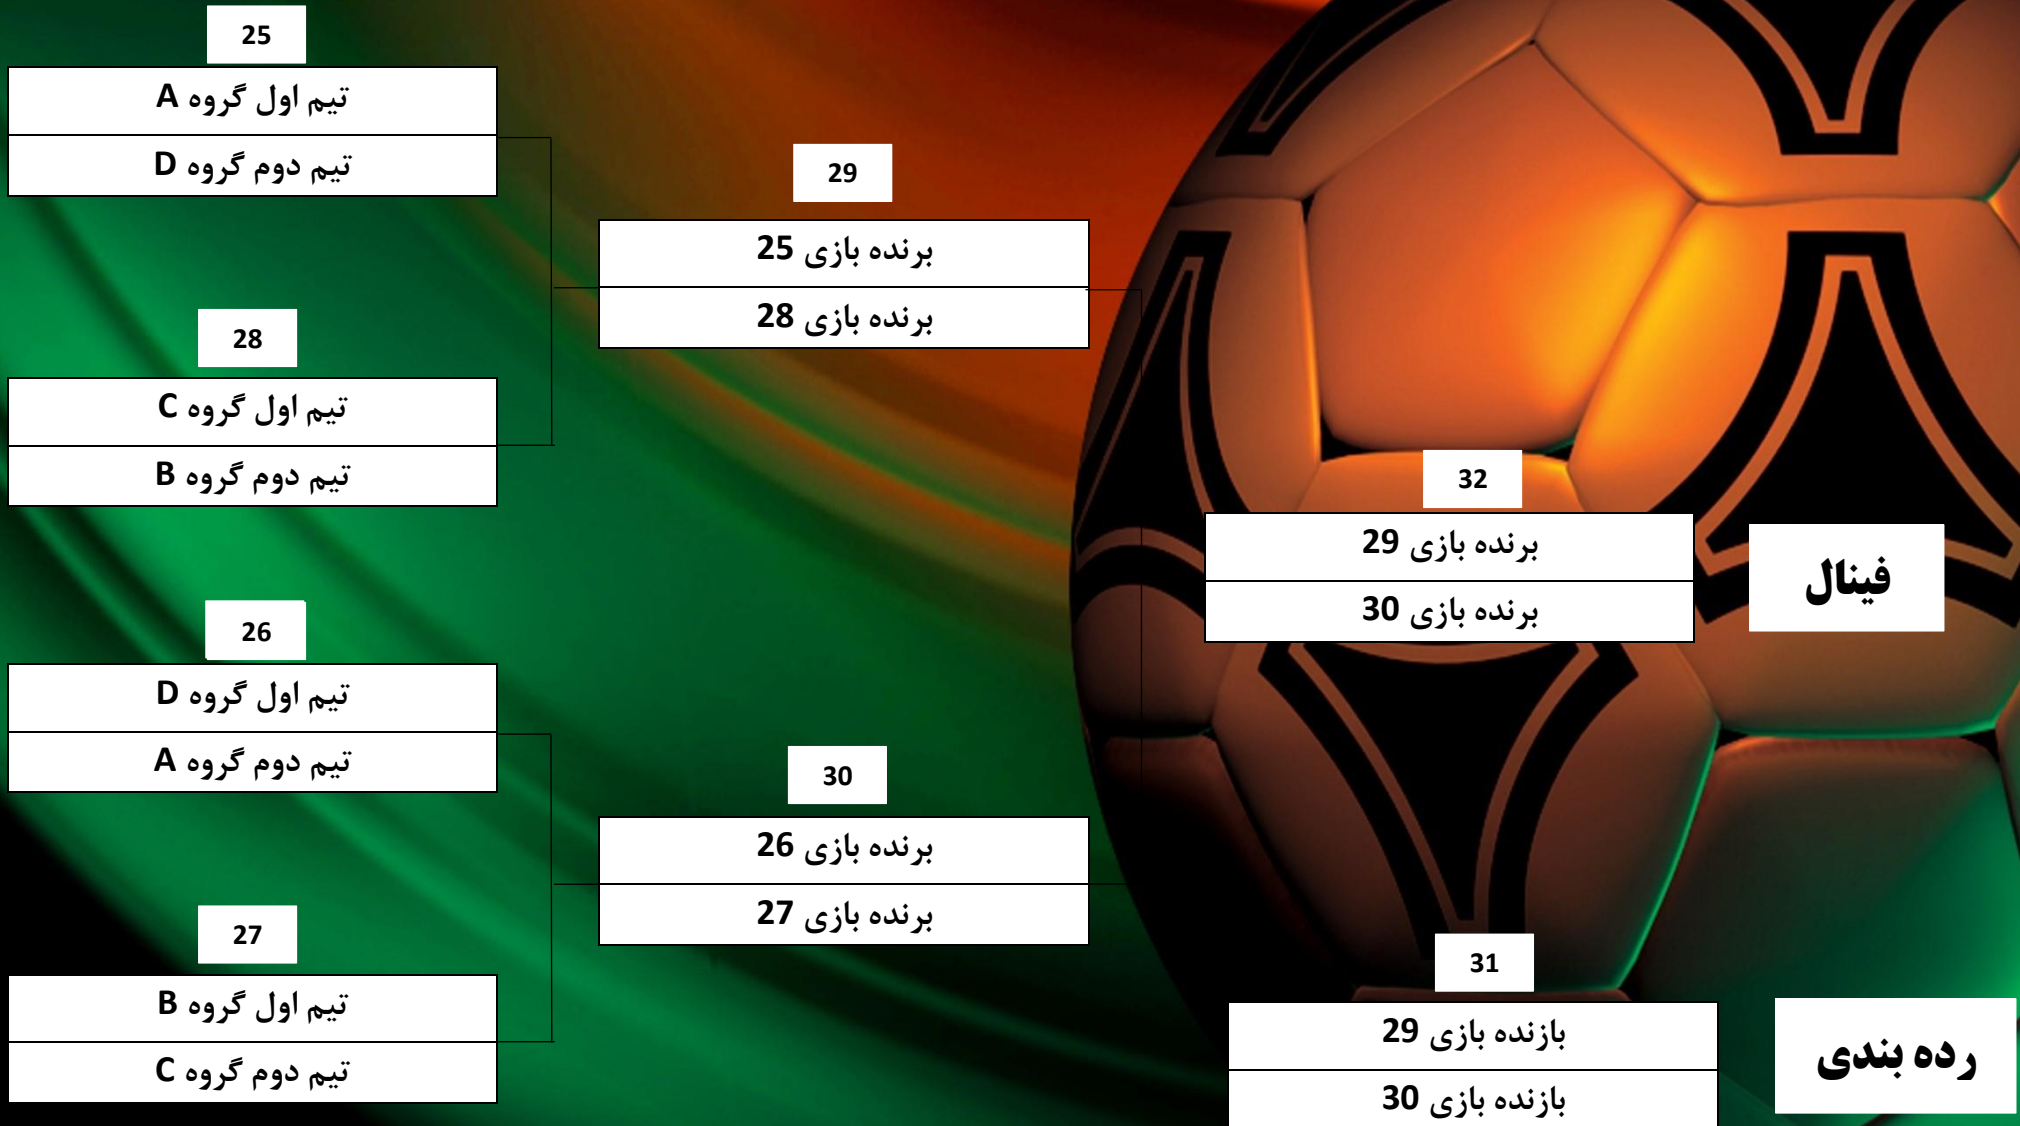 25
تیم اول گروه A
تیم دوم گروه D
28
تیم اول گروه C
تیم دوم گروه B
26
تیم اول گروه D
تیم دوم گروه A
27
تیم اول گروه B
تیم دوم گروه C
29
برنده بازی 25
برنده بازی 28
30
برنده بازی 26
برنده بازی 27
32
برنده بازی 29
برنده بازی 30
فینال
31
بازنده بازی 29
بازنده بازی 30
رده بندی